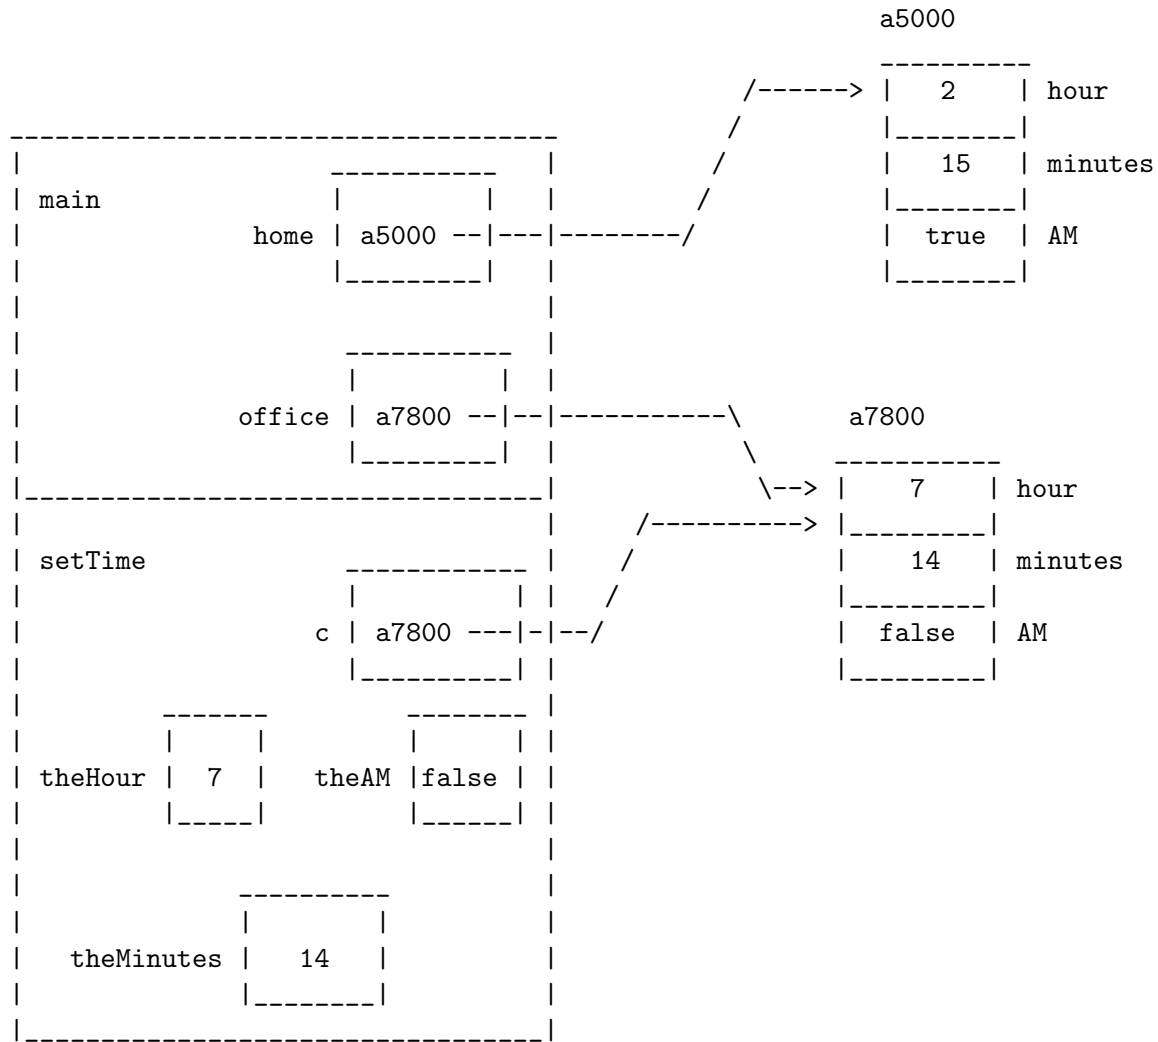 a5000
2 hour
15 minutes
main
home a5000 true AM
office a7800 a7800
7 hour
setTime 14 minutes
c a7800 false AM
theHour 7 theAM false
theMinutes 14